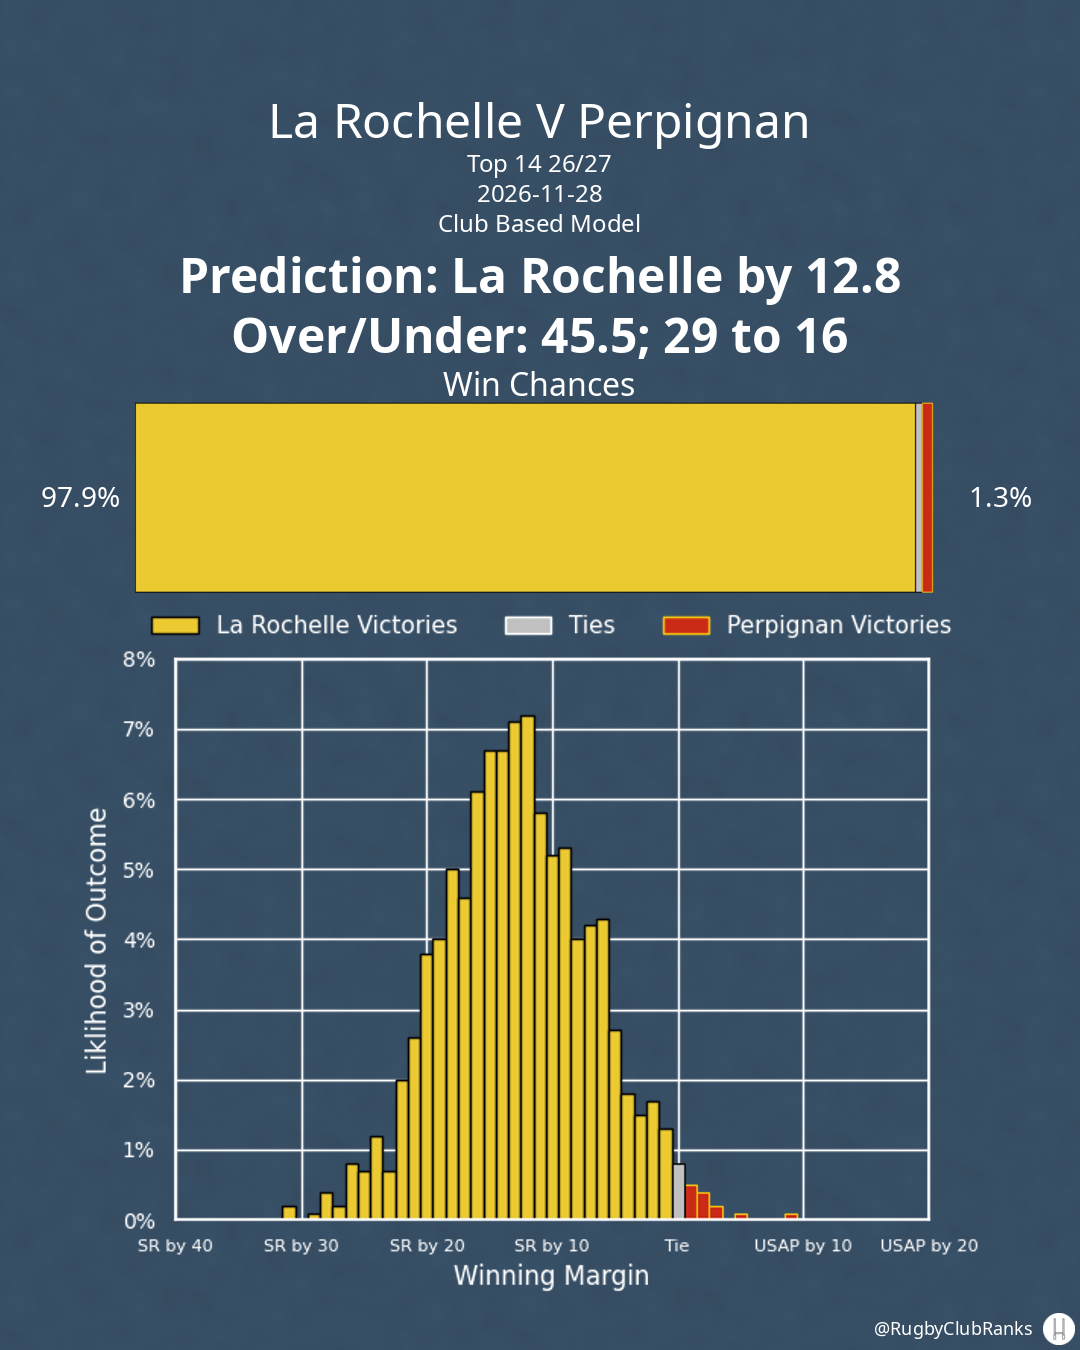 La Rochelle V Perpignan
Top 14 26/27
2026-11-28
Club Based Model
Prediction: La Rochelle by 12.8
Over/Under: 45.5; 29 to 16
Win Chances
97.9%
1.3%
La Rochelle Victories
Ties
Perpignan Victories
8%
7%
6%
5%
4%
3%
2%
1%
0%
Liklihood of Outcome
SR by 40
SR by 30
SR by 20
SR by 10
Tie
USAP by 10
USAP by 20
Winning Margin
@RugbyClubRanks